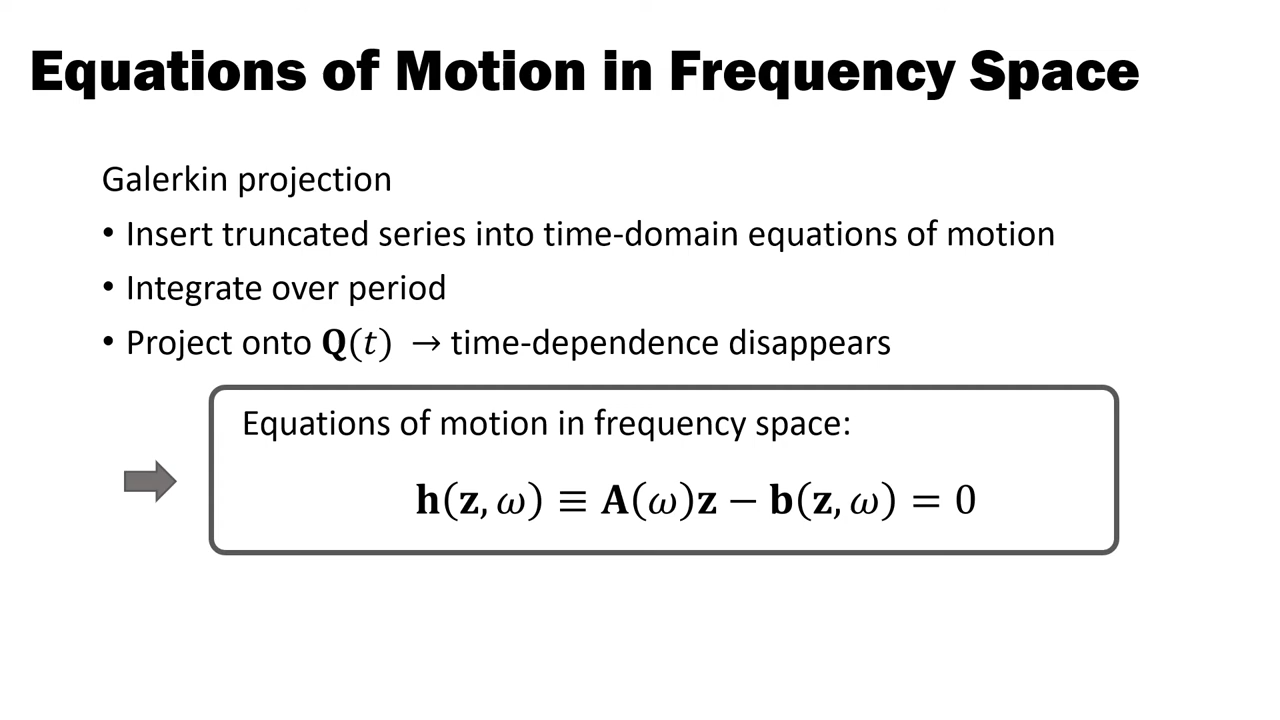 Equations of Motion in Frequency Space
Galerkin projection
• Insert truncated series into time-domain equations of motion
• Integrate over period
• Project onto 𝐐(𝑡) → time-dependence disappears
Equations of motion in frequency space:
𝐡(𝐳, 𝜔) ≡ 𝐀(𝜔)𝐳 − 𝐛(𝐳, 𝜔) = 0